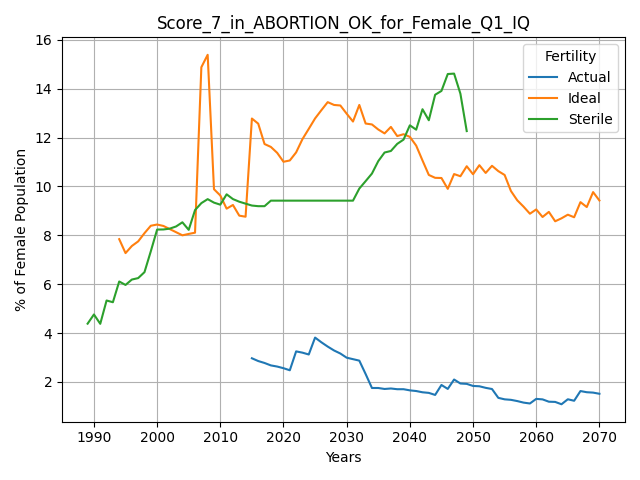 Score_7_in_ABORTION_OK_for_Female_Q1_IQ
16
14
12
10
8
6
4
2
% of Female Population
Fertility
Actual
Ideal
Sterile
1990
2000
2010
2020
2030
2040
2050
2060
2070
Years